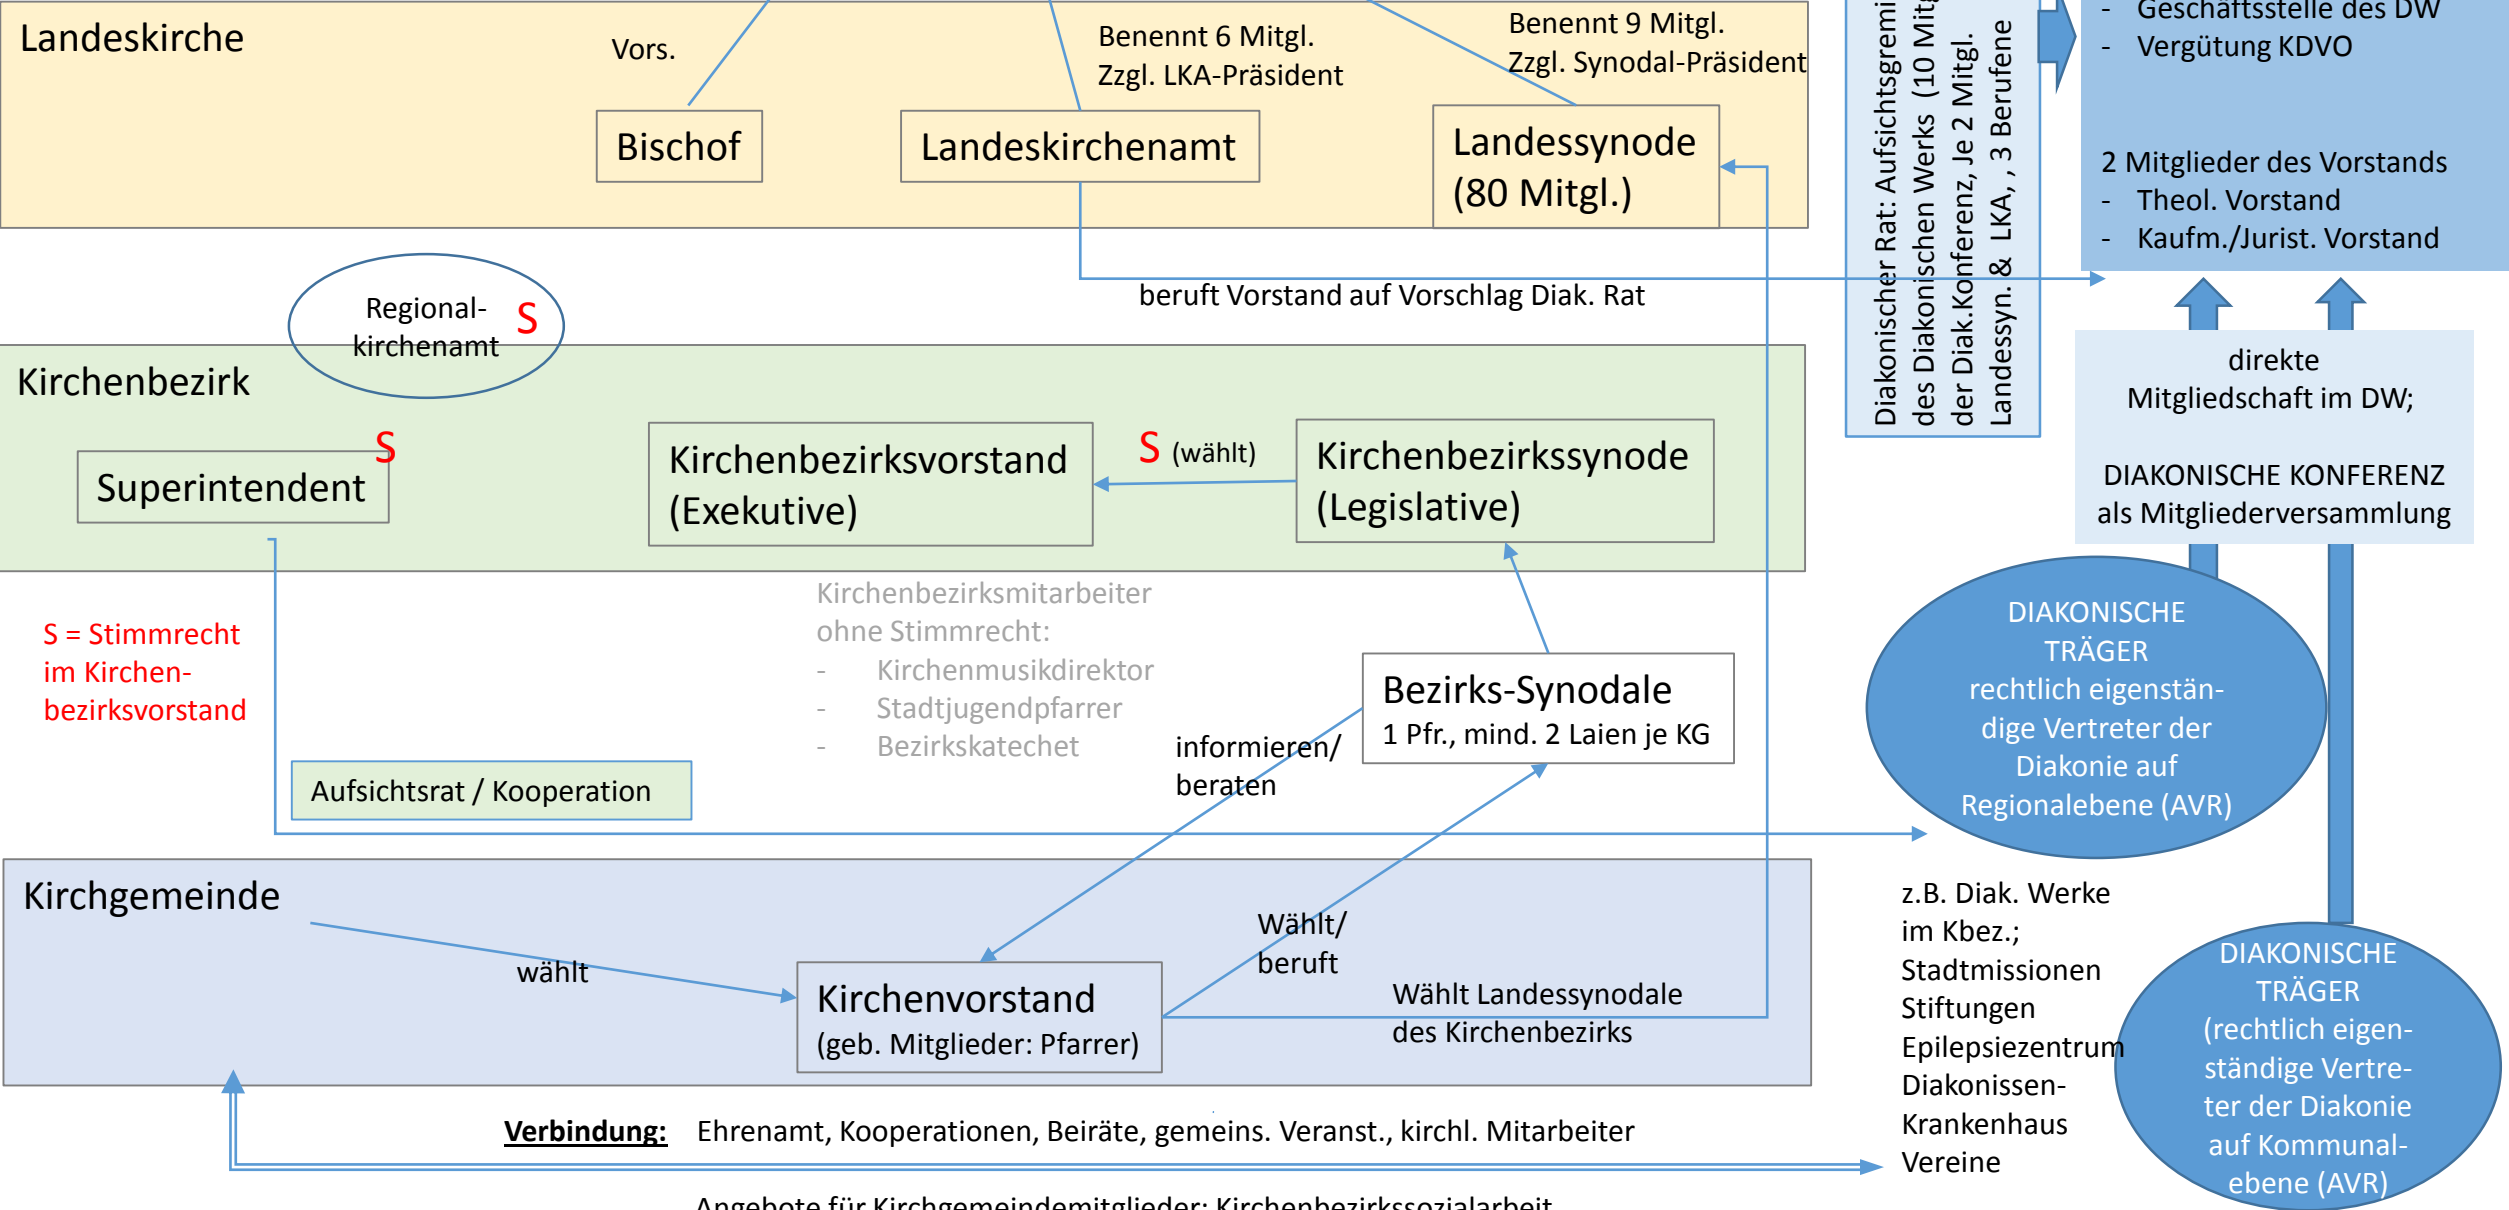 Landeskirche
Vors.
Benennt 6 Mitgl.
Zzgl. LKA-Präsident
Benennt 9 Mitgl.
Zzgl. Synodal-Präsident
Bischof
Landeskirchenamt
Landessynode
(80 Mitgl.)
Diakonischer Rat: Aufsichtsgremi
des Diakonischen Werks (10 Mitg
der Diak.Konferenz, Je 2 Mitgl.
Landessyn. & LKA, , 3 Berufene
- Geschäftsstelle des DW
- Vergütung KDVO
2 Mitglieder des Vorstands
- Theol. Vorstand
- Kaufm./Jurist. Vorstand
beruft Vorstand auf Vorschlag Diak. Rat
Regional-
kirchenamt
S
Kirchenbezirk
Superintendent
S
Kirchenbezirksvorstand
(Exekutive)
S (wählt)
Kirchenbezirkssynode
(Legislative)
direkte
Mitgliedschaft im DW;
DIAKONISCHE KONFERENZ
als Mitgliederversammlung
S = Stimmrecht
im Kirchen-
bezirksvorstand
Kirchenbezirksmitarbeiter
ohne Stimmrecht:
- Kirchenmusikdirektor
- Stadtjugendpfarrer
- Bezirkskatechet
Bezirks-Synodale
1 Pfr., mind. 2 Laien je KG
informieren/
beraten
Aufsichtsrat / Kooperation
DIAKONISCHE
TRÄGER
rechtlich eigenstän-
dige Vertreter der
Diakonie auf
Regionalebene (AVR)
Kirchgemeinde
wählt
Kirchenvorstand
(geb. Mitglieder: Pfarrer)
Wählt/
beruft
Wählt Landessynodale
des Kirchenbezirks
z.B. Diak. Werke
im Kbez.;
Stadtmissionen
Stiftungen
Epilepsiezentrum
Diakonissen-
Krankenhaus
Vereine
DIAKONISCHE
TRÄGER
(rechtlich eigen-
ständige Vertre-
ter der Diakonie
auf Kommunal-
ebene (AVR)
Verbindung: Ehrenamt, Kooperationen, Beiräte, gemeins. Veranst., kirchl. Mitarbeiter
Angebote für Kirchgemeindemitglieder: Kirchenbezirkssozialarbeit